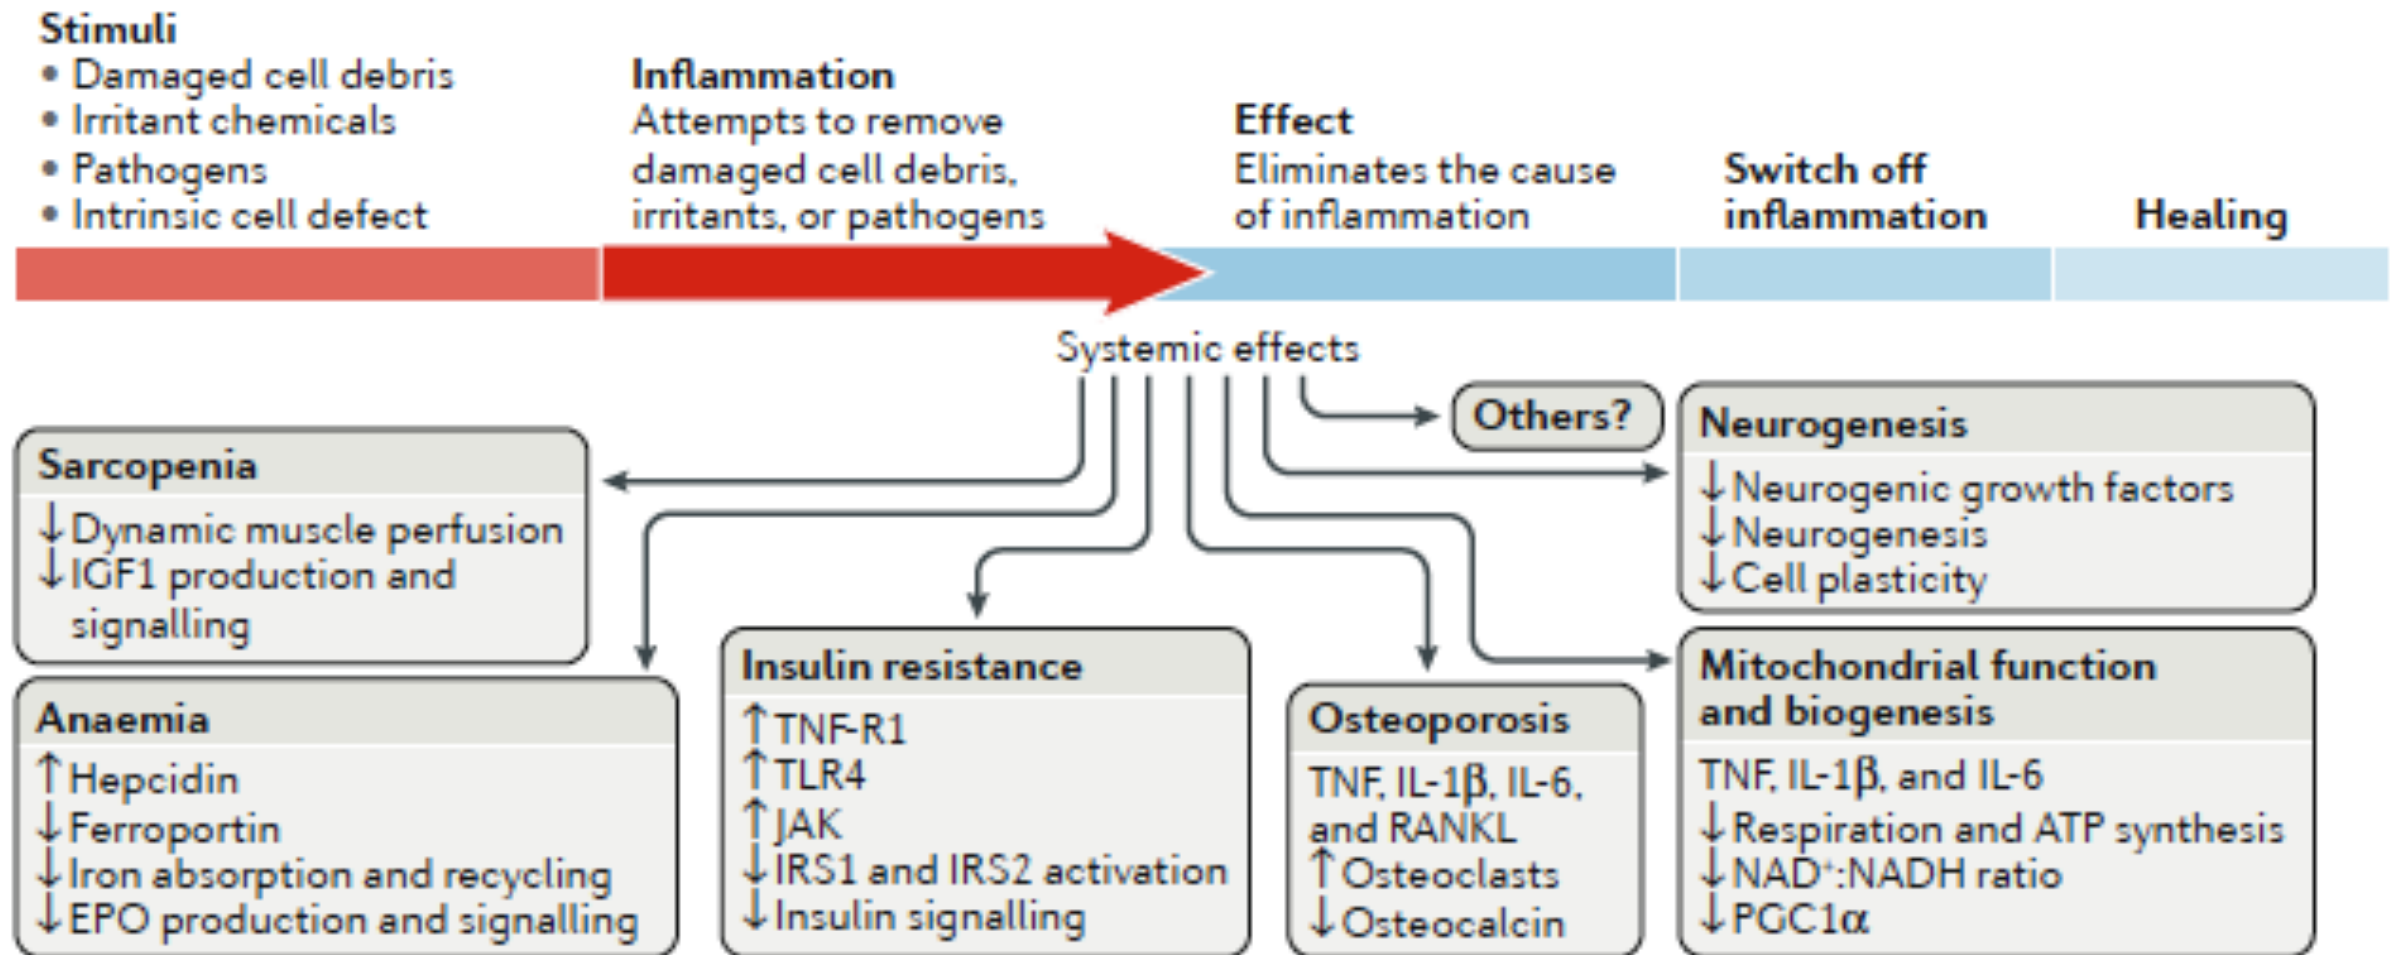 Stimuli
• Damaged cell debris
• Irritant chemicals
• Pathogens
• Intrinsic cell defect
Inflammation
Attempts to remove
damaged cell debris,
irritants, or pathogens
Effect
Eliminates the cause
of inflammation
Switch off
inflammation
Healing
Systemic effects
Others?
Sarcopenia
↓Dynamic muscle perfusion
↓IGF1 production and
signalling
Anaemia
↑Hepcidin
↓Ferroportin
↓Iron absorption and recycling
↓EPO production and signalling
Insulin resistance
↑TNF-R1
↑TLR4
↑JAK
↓IRS1 and IRS2 activation
↓Insulin signalling
Osteoporosis
TNF, IL-1β, IL-6,
and RANKL
↑Osteoclasts
↓Osteocalcin
Neurogenesis
↓Neurogenic growth factors
↓Neurogenesis
↓Cell plasticity
Mitochondrial function
and biogenesis
TNF, IL-1β, and IL-6
↓Respiration and ATP synthesis
↓NAD⁺:NADH ratio
↓PGC1α